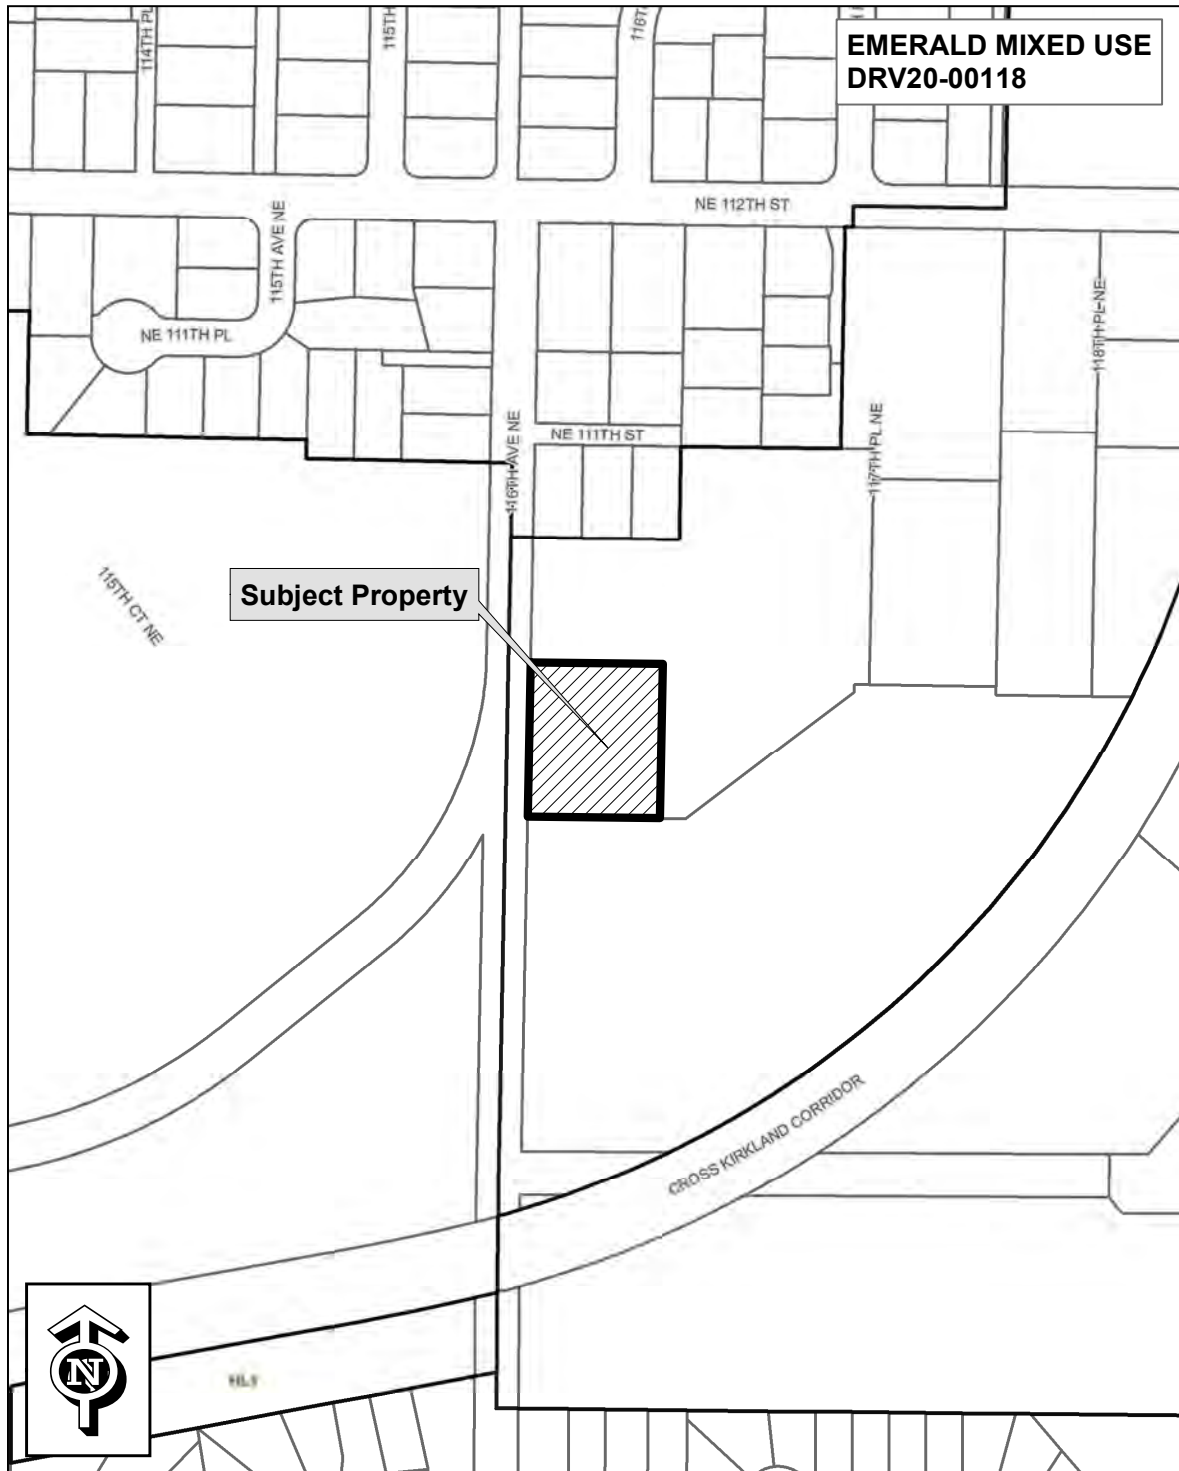 114TH PL
115TH
116T
EMERALD MIXED USE
DRV20-00118
NE 112TH ST
115TH AVE NE
NE 111TH PL
118TH PL NE
116TH AVE NE
NE 111TH ST
117TH PL NE
115TH CT NE
Subject Property
CROSS KIRKLAND CORRIDOR
N